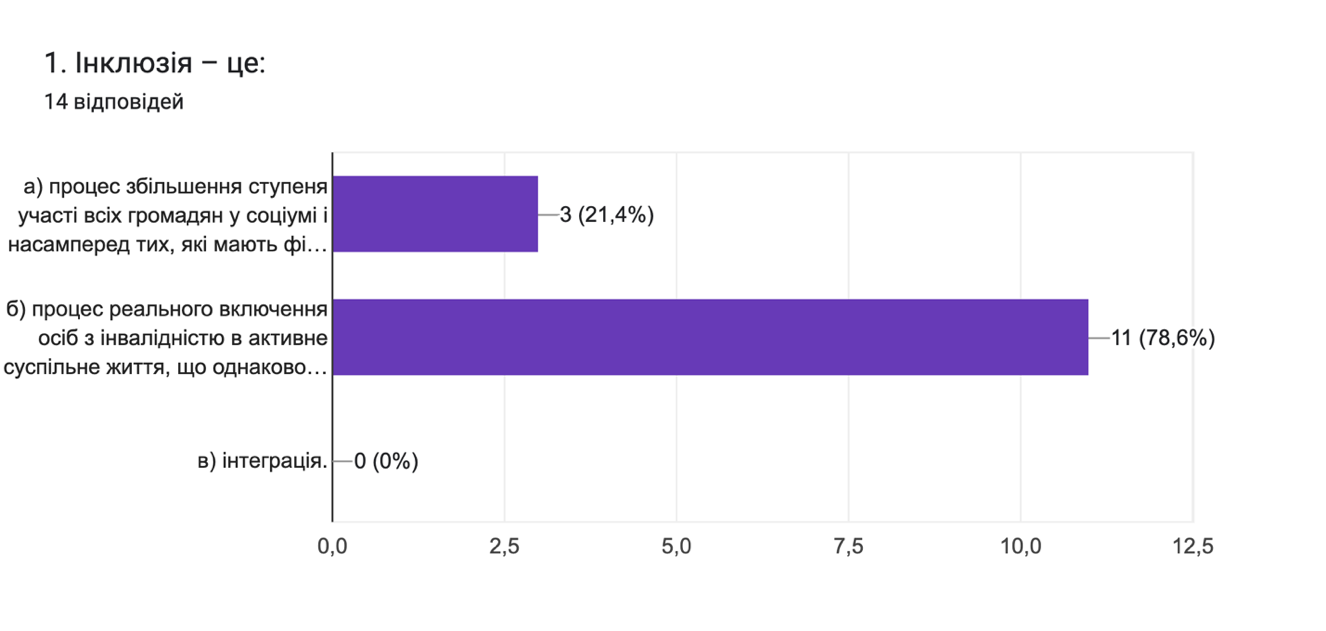 1. Інклюзія – це:
14 відповідей
а) процес збільшення ступеня
участі всіх громадян у соціумі і
насамперед тих, які мають фі…
3 (21,4%)
б) процес реального включення
осіб з інвалідністю в активне
суспільне життя, що однаково…
11 (78,6%)
в) інтеграція.
0 (0%)
0,0 2,5 5,0 7,5 10,0 12,5